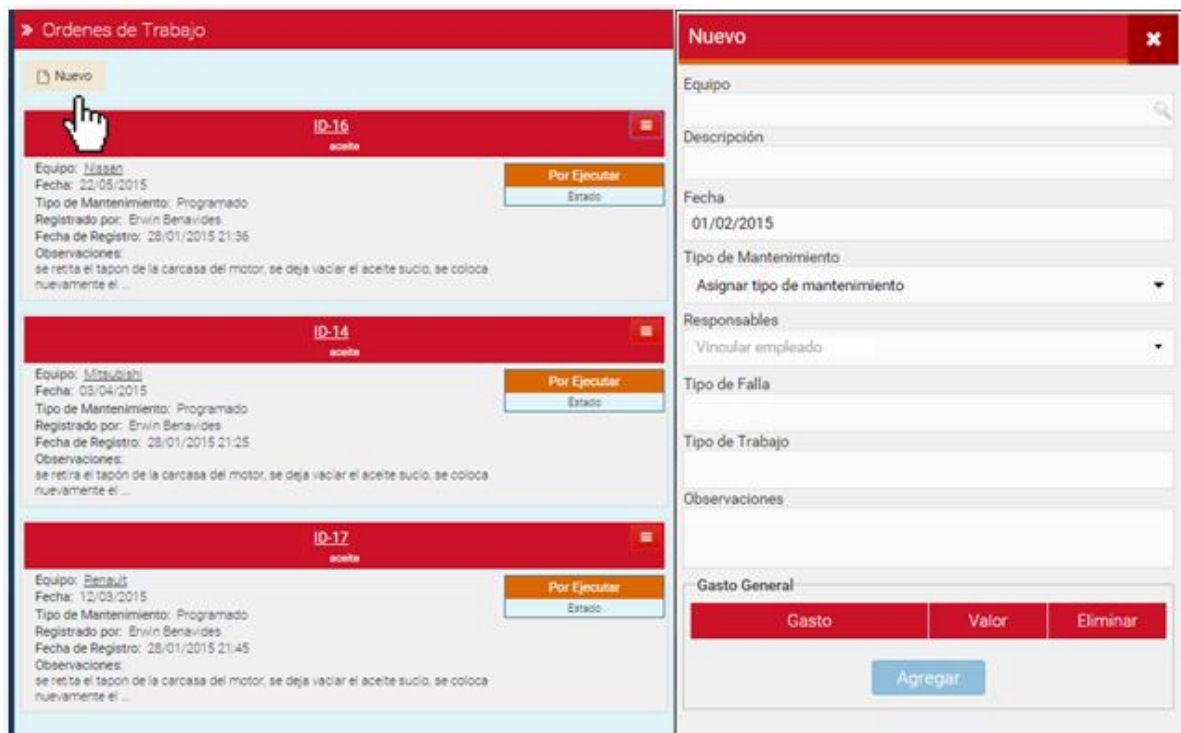 Ordenes de Trabajo
Nuevo
ID-16
aceite
Equipo: Nissan
Fecha: 22/05/2015
Tipo de Mantenimiento: Programado
Registrado por: Erwin Benavides
Fecha de Registro: 28/01/2015 21:36
Observaciones:
se retita el tapon de la carcasa del motor, se deja vaciar el aceite sucio, se coloca
nuevamente el ...
Por Ejecutar
Estado
ID-14
aceite
Equipo: Mitsubishi
Fecha: 03/04/2015
Tipo de Mantenimiento: Programado
Registrado por: Erwin Benavides
Fecha de Registro: 28/01/2015 21:25
Observaciones:
se retira el tapón de la carcasa del motor, se deja vaciar el aceite sucio, se coloca
nuevamente el ...
Por Ejecutar
Estado
ID-17
aceite
Equipo: Renault
Fecha: 12/03/2015
Tipo de Mantenimiento: Programado
Registrado por: Erwin Benavides
Fecha de Registro: 28/01/2015 21:45
Observaciones:
se retita el tapon de la carcasa del motor, se deja vaciar el aceite sucio, se coloca
nuevamente el ...
Por Ejecutar
Estado
Nuevo
Equipo
Descripción
Fecha
01/02/2015
Tipo de Mantenimiento
Asignar tipo de mantenimiento
Responsables
Vincular empleado
Tipo de Falla
Tipo de Trabajo
Observaciones
Gasto General
Gasto Valor Eliminar
Agregar